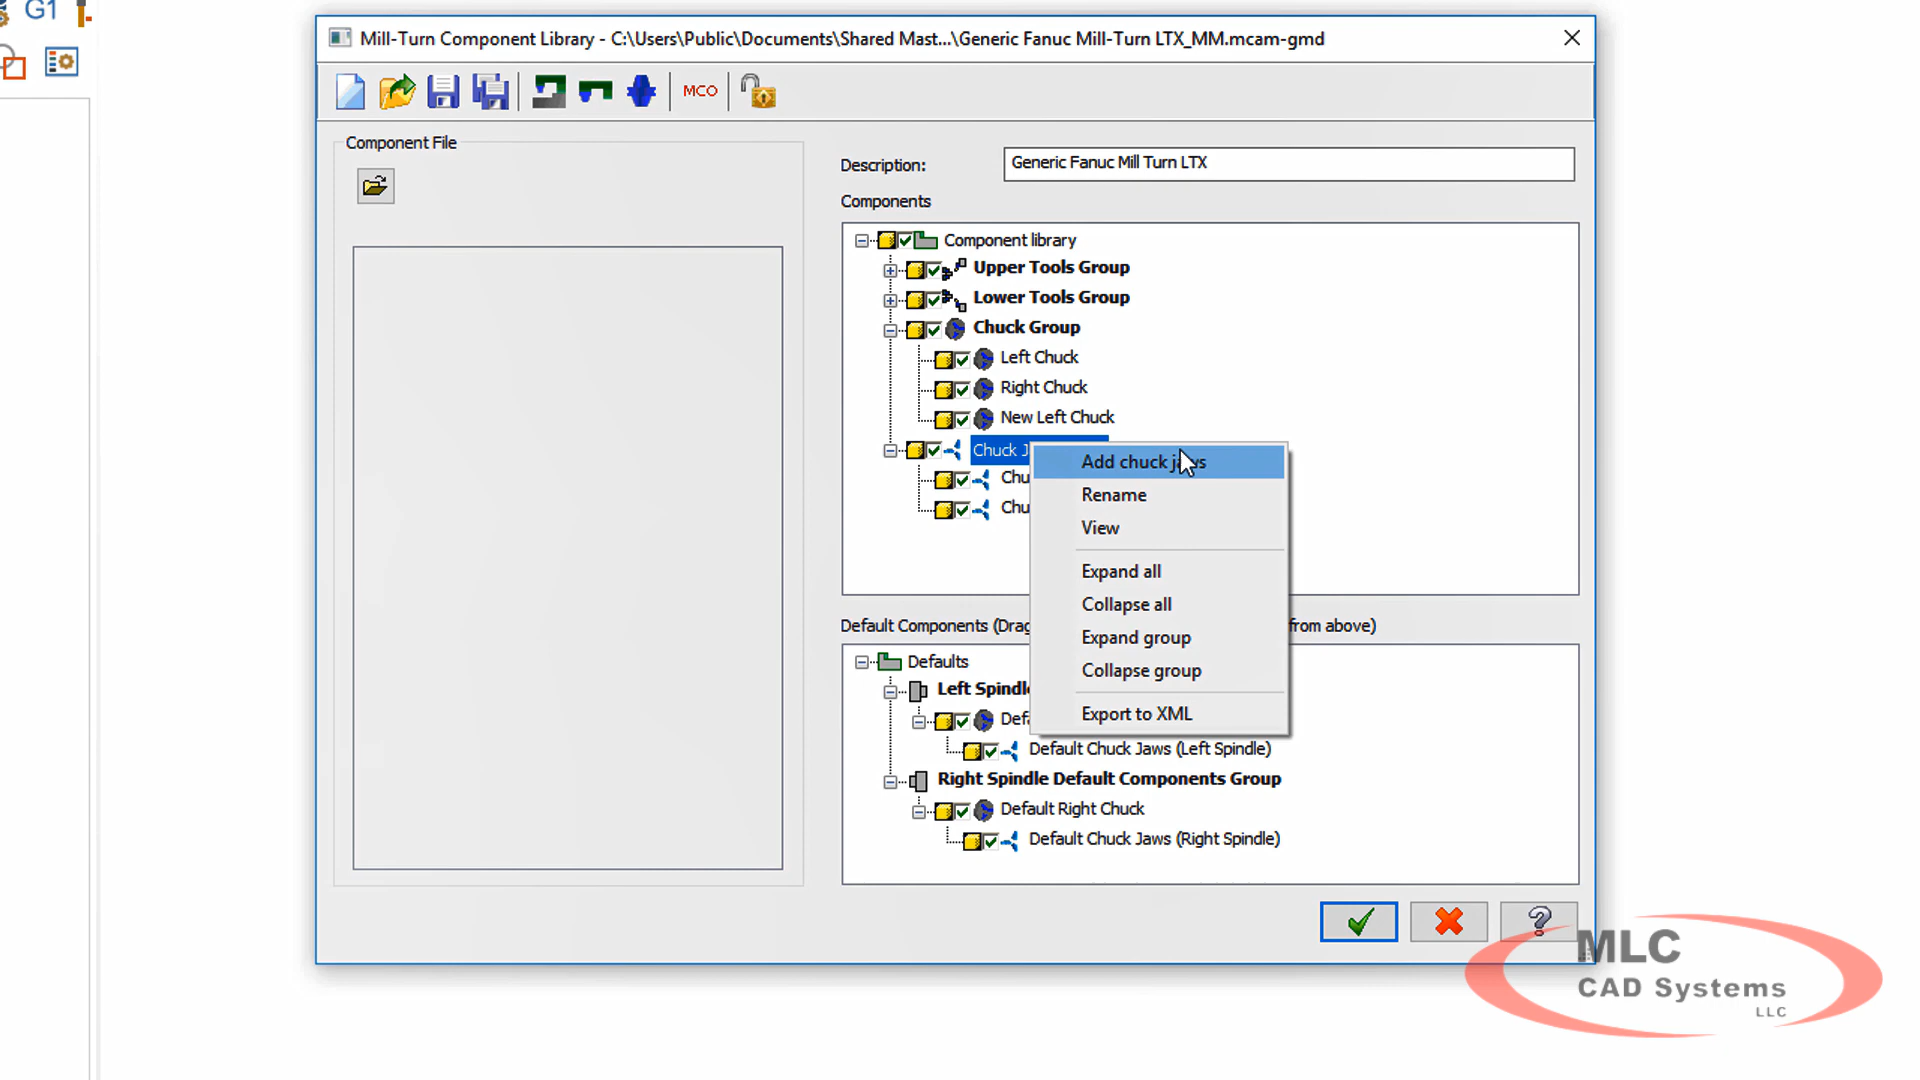 G1
Mill-Turn Component Library - C:\Users\Public\Documents\Shared Mast...\Generic Fanuc Mill-Turn LTX_MM.mcam-gmd
MCO
Component File
Description:
Generic Fanuc Mill Turn LTX
Components
Component library
Upper Tools Group
Lower Tools Group
Chuck Group
Left Chuck
Right Chuck
New Left Chuck
Chuck J
Chu
Chu
Add chuck jaws
Rename
View
Expand all
Collapse all
Expand group
Collapse group
Export to XML
Default Components (Drag from above)
Defaults
Left Spindle
Def
Default Chuck Jaws (Left Spindle)
Right Spindle Default Components Group
Default Right Chuck
Default Chuck Jaws (Right Spindle)
MLC
CAD Systems
LLC